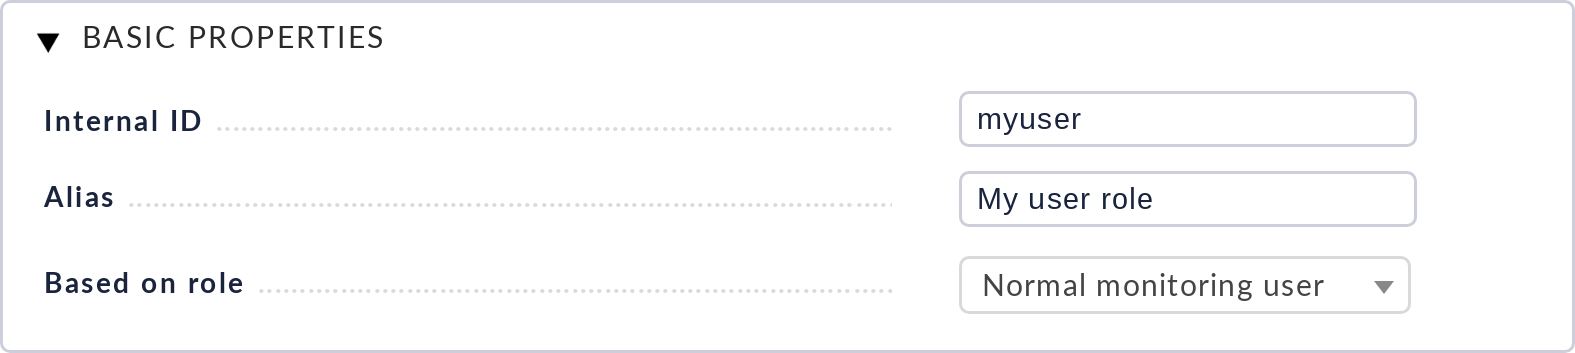 BASIC PROPERTIES
Internal ID myuser
Alias My user role
Based on role Normal monitoring user